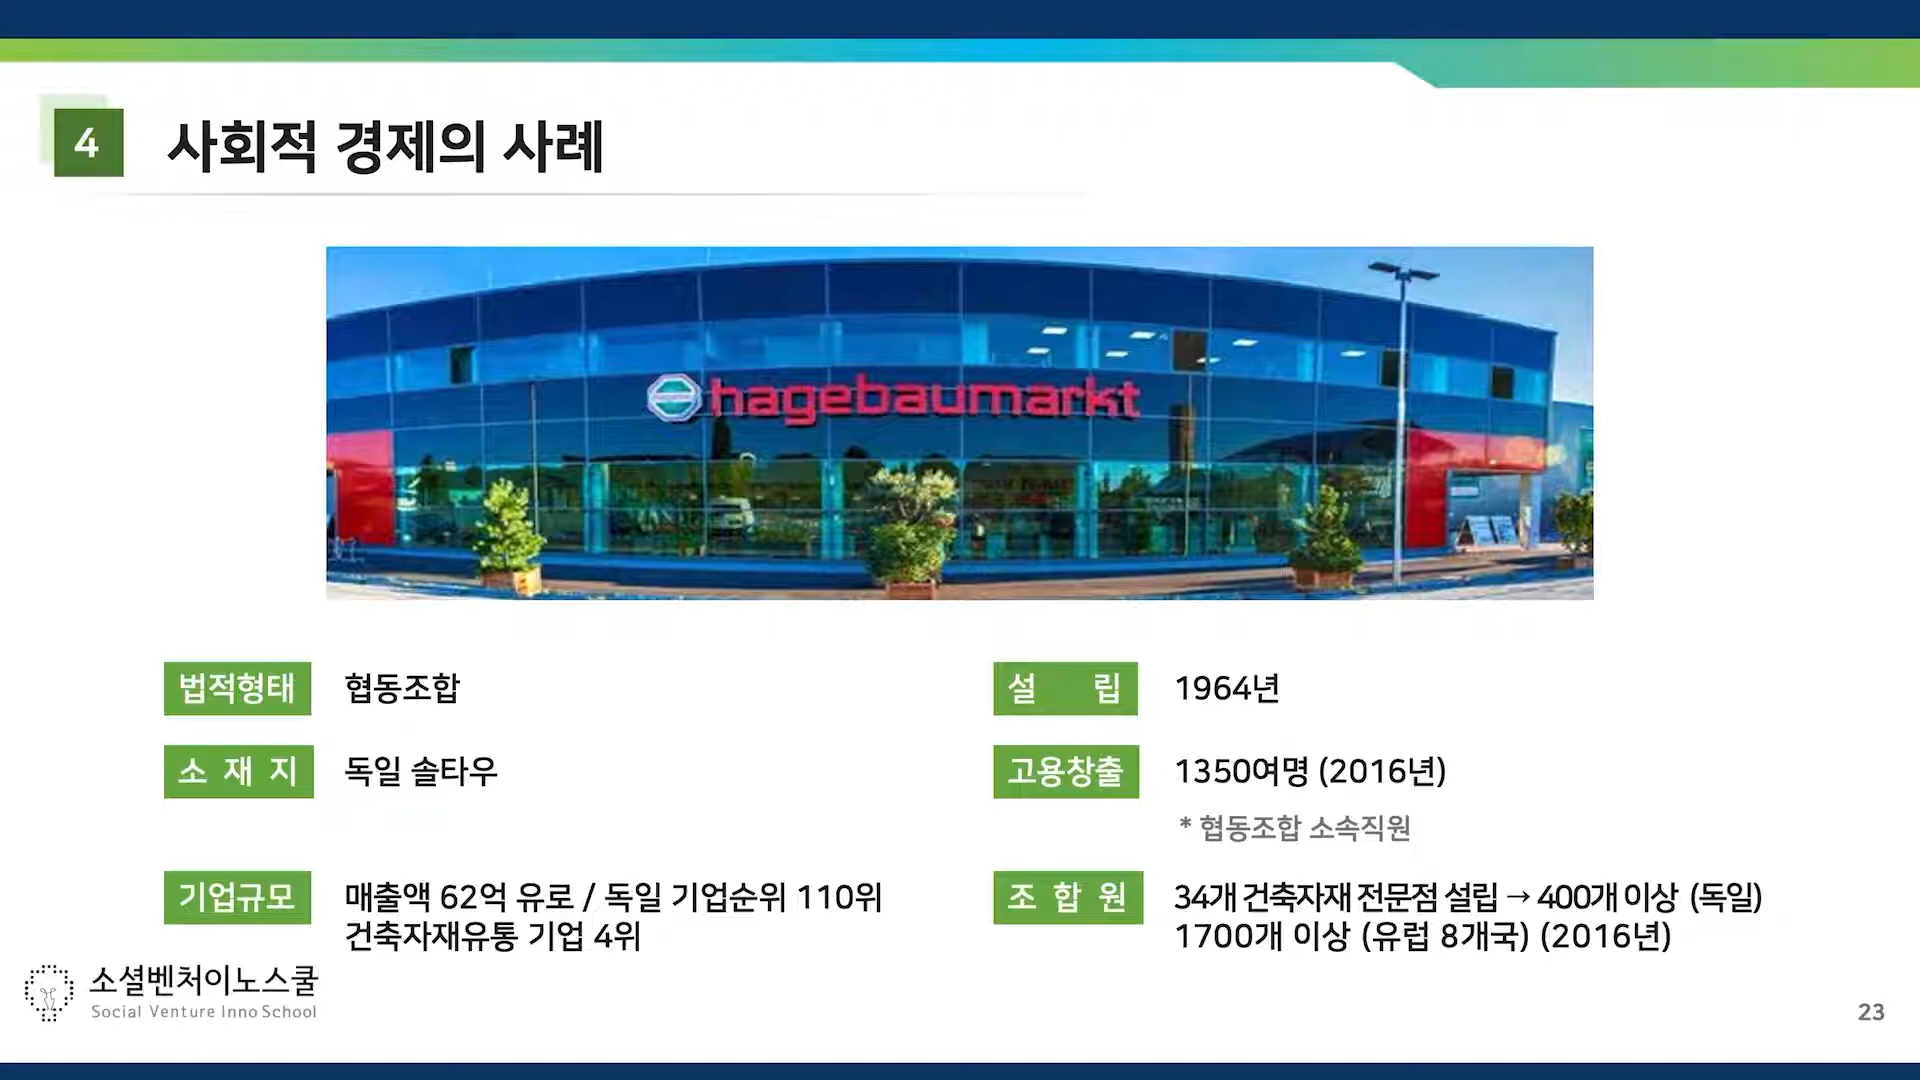 4
사회적 경제의 사례
hagebaumarkt
법적형태 협동조합
설 립 1964년
소 재 지 독일 솔타우
고용창출 1350여명 (2016년)
* 협동조합 소속직원
기업규모 매출액 62억 유로 / 독일 기업순위 110위
건축자재유통 기업 4위
조 합 원 34개 건축자재 전문점 설립 → 400개 이상 (독일)
1700개 이상 (유럽 8개국) (2016년)
소셜벤처이노스쿨
Social Venture Inno School
23